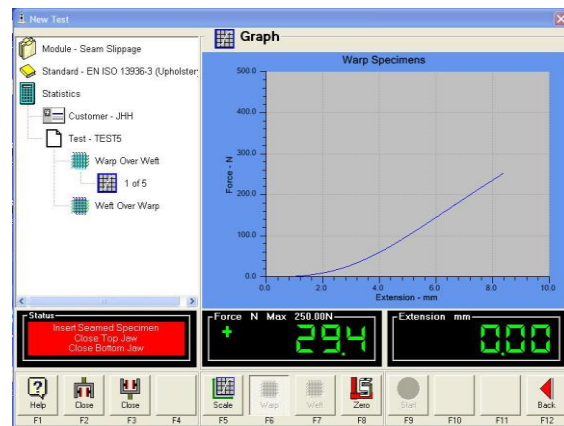 New Test
Module - Seam Slippage
Standard - EN ISO 13936-3 (Upholster
Statistics
Customer - JHH
Test - TEST5
Warp Over Weft
1 of 5
Weft Over Warp
Graph
Warp Specimens
Force - N
500.0
400.0
300.0
200.0
100.0
0.0
0.0 2.0 4.0 6.0 8.0 10.0
Extension - mm
Status
Insert Seamed Specimen
Close Top Jaw
Close Bottom Jaw
Force N Max 250.00N
+ 29.4
Extension mm
0.00
Help Close Close Scale Warp Weft Zero Start Back
F1 F2 F3 F4 F5 F6 F7 F8 F9 F10 F11 F12